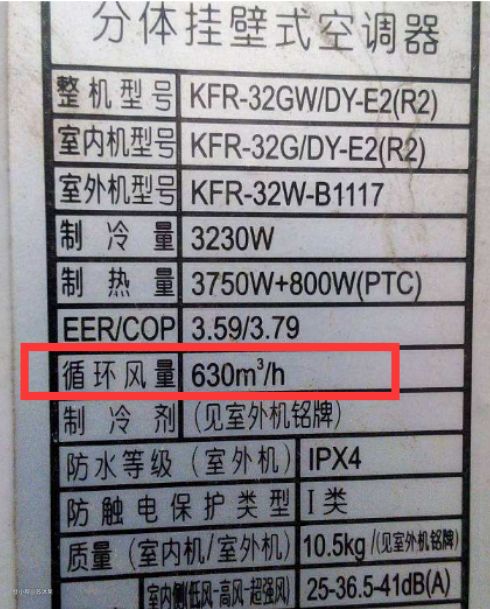 分体挂壁式空调器
整机型号 KFR-32GW/DY-E2(R2)
室内机型号 KFR-32G/DY-E2(R2)
室外机型号 KFR-32W-B1117
制冷量 3230W
制热量 3750W+800W(PTC)
EER/COP 3.59/3.79
循环风量 630m³/h
制冷剂 (见室外机铭牌)
防水等级(室外机) IPX4
防触电保护类型 I类
质量(室内机/室外机) 10.5kg/(见室外机铭牌)
室内侧(低风-高风-超强风) 25-36.5-41dB(A)